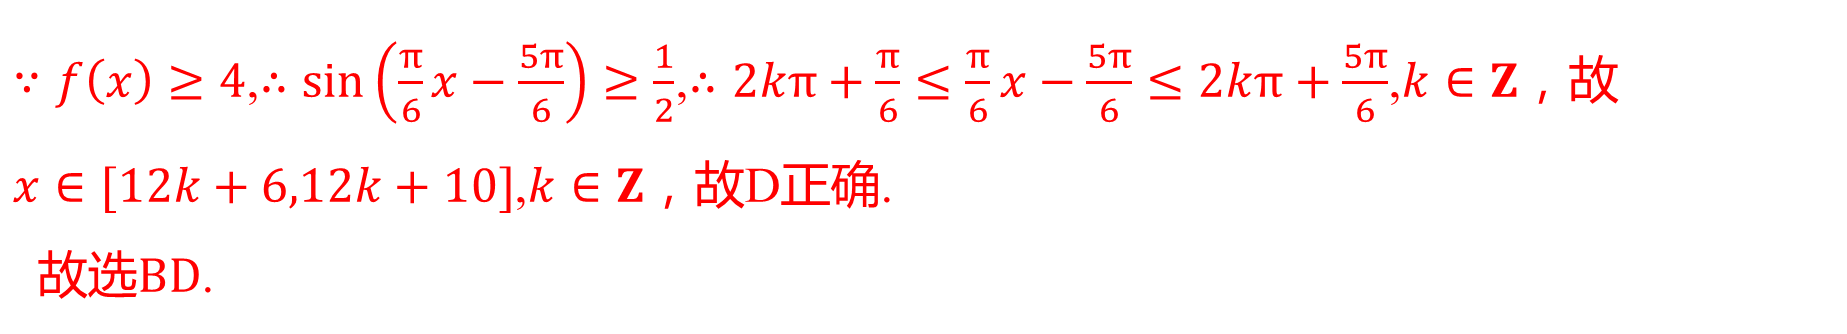 ∵ f(x) ≥ 4,∴ sin(π/6 x − 5π/6) ≥ 1/2,∴ 2kπ + π/6 ≤ π/6 x − 5π/6 ≤ 2kπ + 5π/6,k ∈ Z，故
x ∈ [12k + 6,12k + 10],k ∈ Z，故D正确.
故选BD.